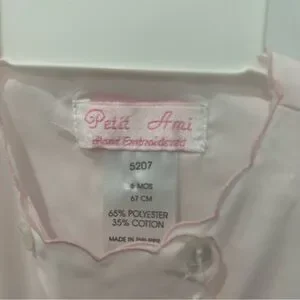 Petit Ami
Hand Embroidered
5207
6 MOS
67 CM
65% POLYESTER
35% COTTON
MADE IN